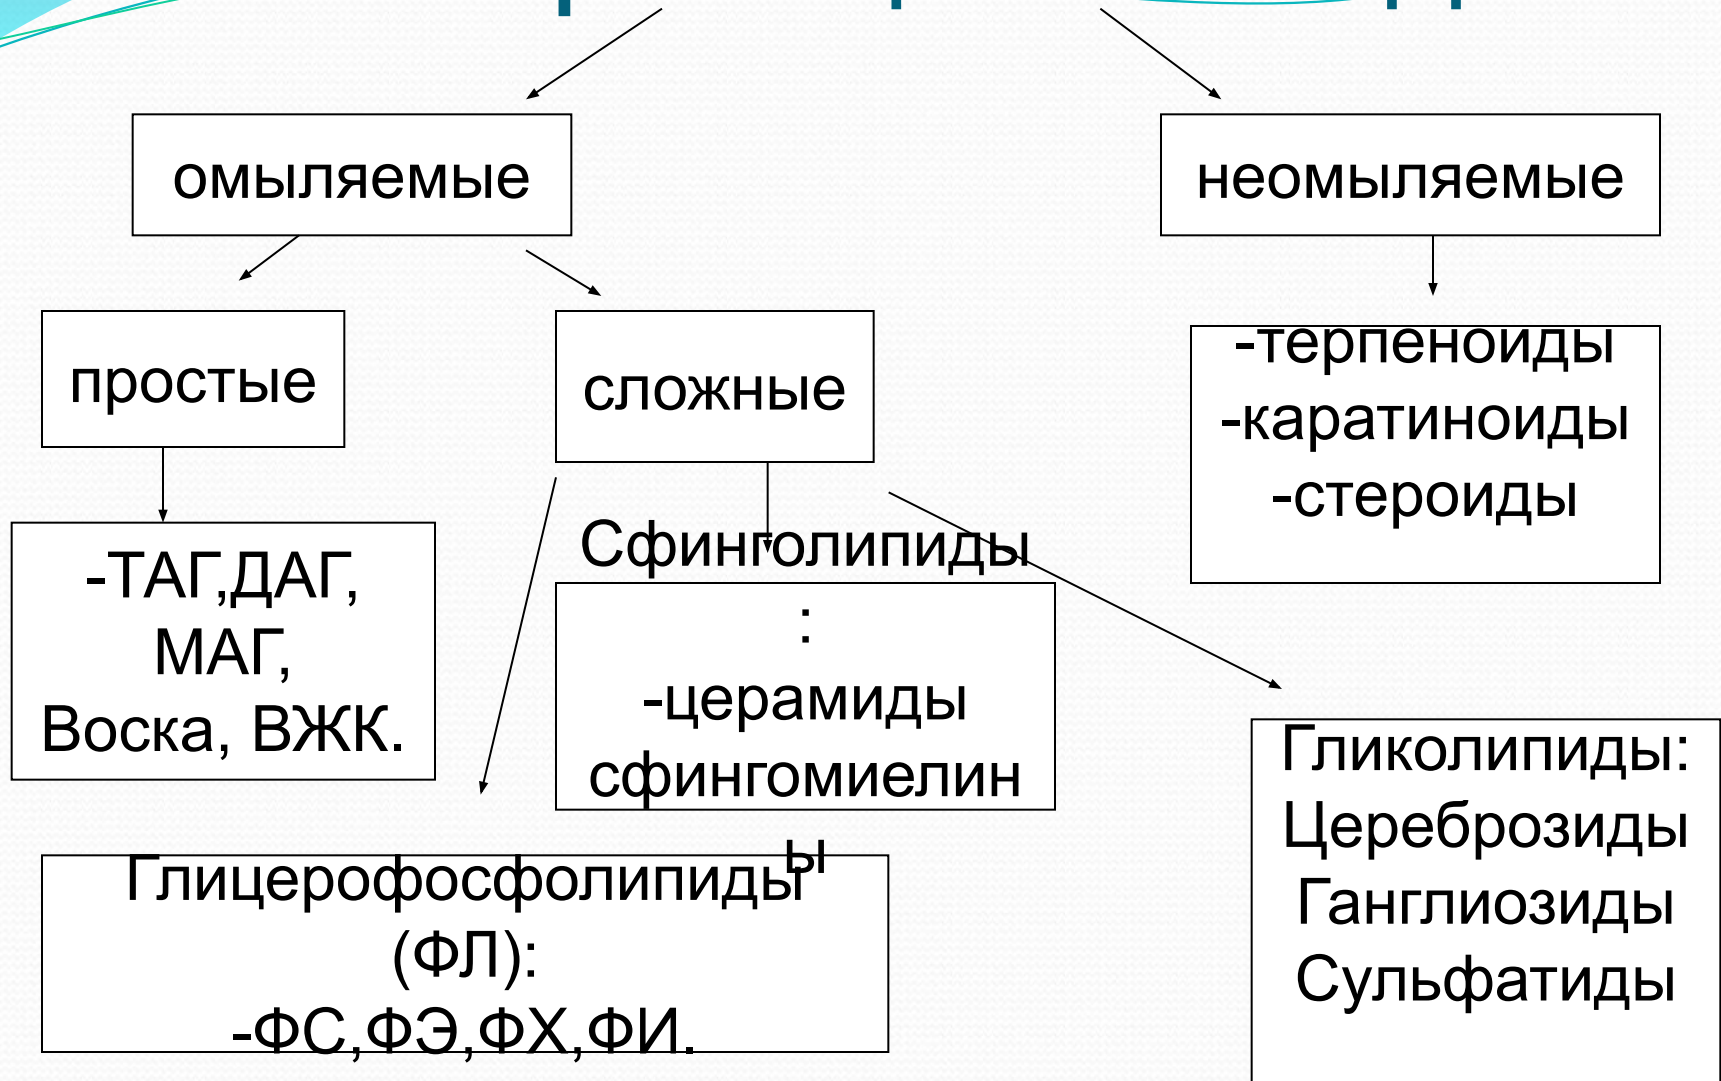 омыляемые
неомыляемые
простые
сложные
-терпеноиды
-каратиноиды
-стероиды
-ТАГ,ДАГ,
МАГ,
Воска, ВЖК.
Сфинголипиды
:
-церамиды
сфингомиелин
ы
Гликолипиды:
Цереброзиды
Ганглиозиды
Сульфатиды
Глицерофосфолипиды
(ФЛ):
-ФС,ФЭ,ФХ,ФИ.